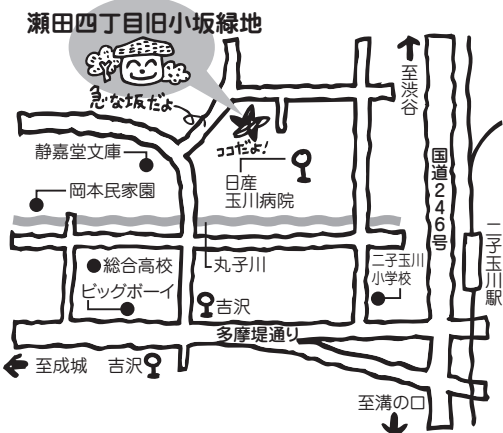 瀬田四丁目旧小坂緑地
急な坂だよ
至渋谷
ココだよ!
静嘉堂文庫
岡本民家園
日産
玉川病院
国道246号
二子玉川駅
総合高校
丸子川
二子玉川
小学校
ビッグボーイ
吉沢
多摩堤通り
至成城
吉沢
至溝の口